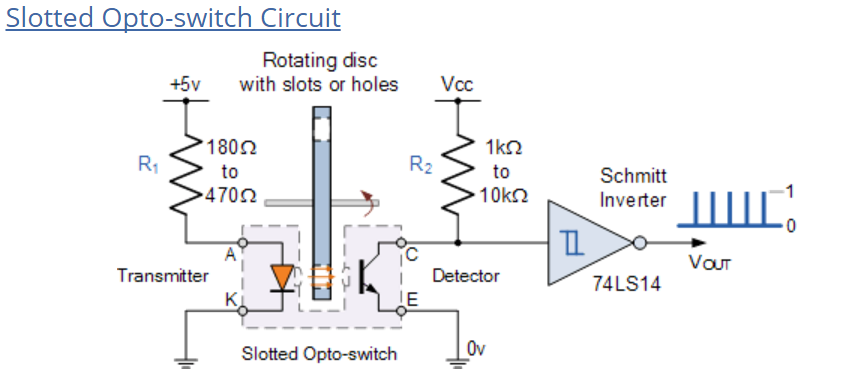 Slotted Opto-switch Circuit
Rotating disc
with slots or holes
+5v
Vcc
R1
180Ω
to
470Ω
R2
1kΩ
to
10kΩ
Schmitt
Inverter
1
0
A
C
Transmitter
Detector
VOUT
74LS14
K
E
Slotted Opto-switch
0v